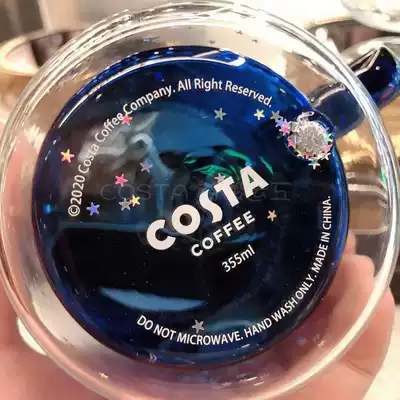 ©2020 Costa Coffee Company. All Right Reserved.
COSTA
COFFEE
355ml
DO NOT MICROWAVE. HAND WASH ONLY. MADE IN CHINA.